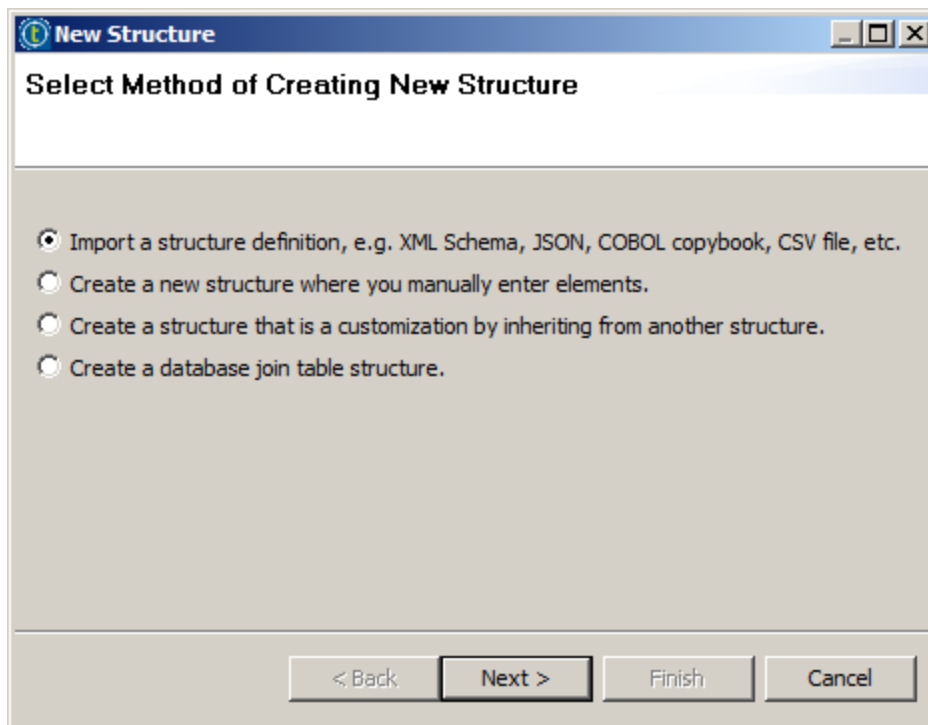 New Structure
Select Method of Creating New Structure
Import a structure definition, e.g. XML Schema, JSON, COBOL copybook, CSV file, etc.
Create a new structure where you manually enter elements.
Create a structure that is a customization by inheriting from another structure.
Create a database join table structure.
< Back Next > Finish Cancel